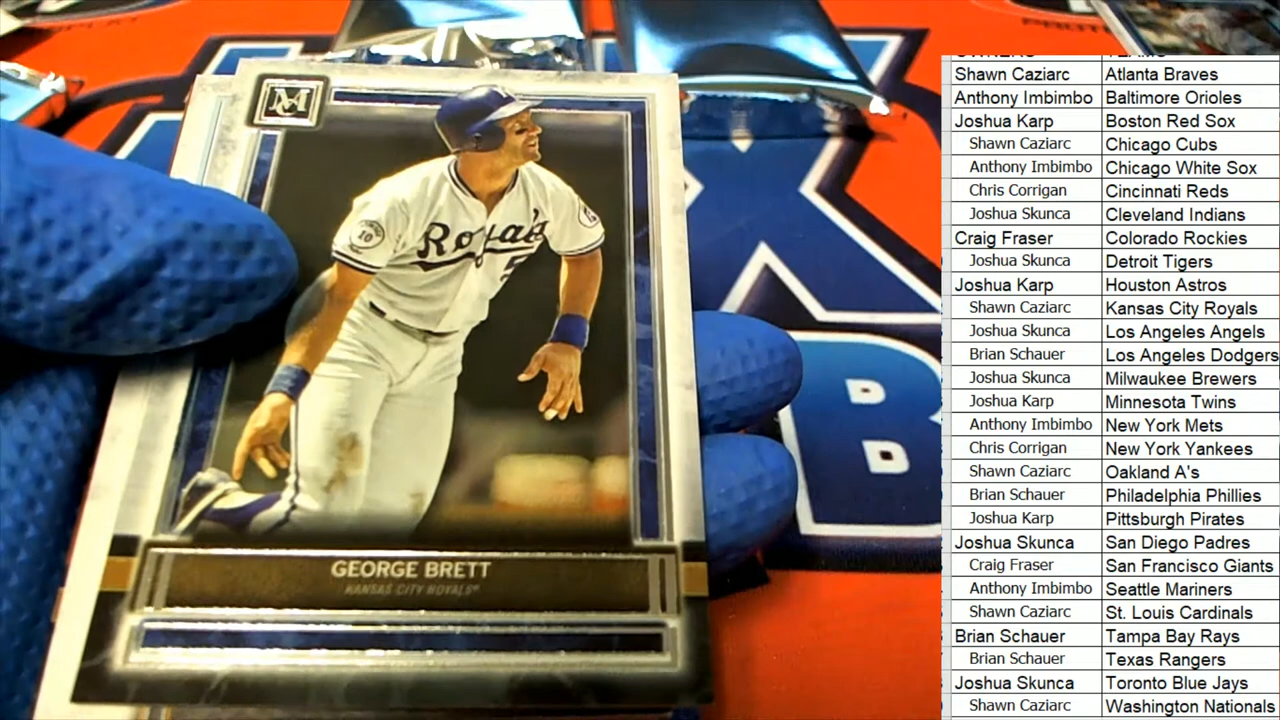 M
Royals
5
10
GEORGE BRETT
KANSAS CITY ROYALS
X
B
OWNERS TEAMS
Shawn Caziarc Atlanta Braves
Anthony Imbimbo Baltimore Orioles
Joshua Karp Boston Red Sox
Shawn Caziarc Chicago Cubs
Anthony Imbimbo Chicago White Sox
Chris Corrigan Cincinnati Reds
Joshua Skunca Cleveland Indians
Craig Fraser Colorado Rockies
Joshua Skunca Detroit Tigers
Joshua Karp Houston Astros
Shawn Caziarc Kansas City Royals
Joshua Skunca Los Angeles Angels
Brian Schauer Los Angeles Dodgers
Joshua Skunca Milwaukee Brewers
Joshua Karp Minnesota Twins
Anthony Imbimbo New York Mets
Chris Corrigan New York Yankees
Shawn Caziarc Oakland A's
Brian Schauer Philadelphia Phillies
Joshua Karp Pittsburgh Pirates
Joshua Skunca San Diego Padres
Craig Fraser San Francisco Giants
Anthony Imbimbo Seattle Mariners
Shawn Caziarc St. Louis Cardinals
Brian Schauer Tampa Bay Rays
Brian Schauer Texas Rangers
Joshua Skunca Toronto Blue Jays
Shawn Caziarc Washington Nationals